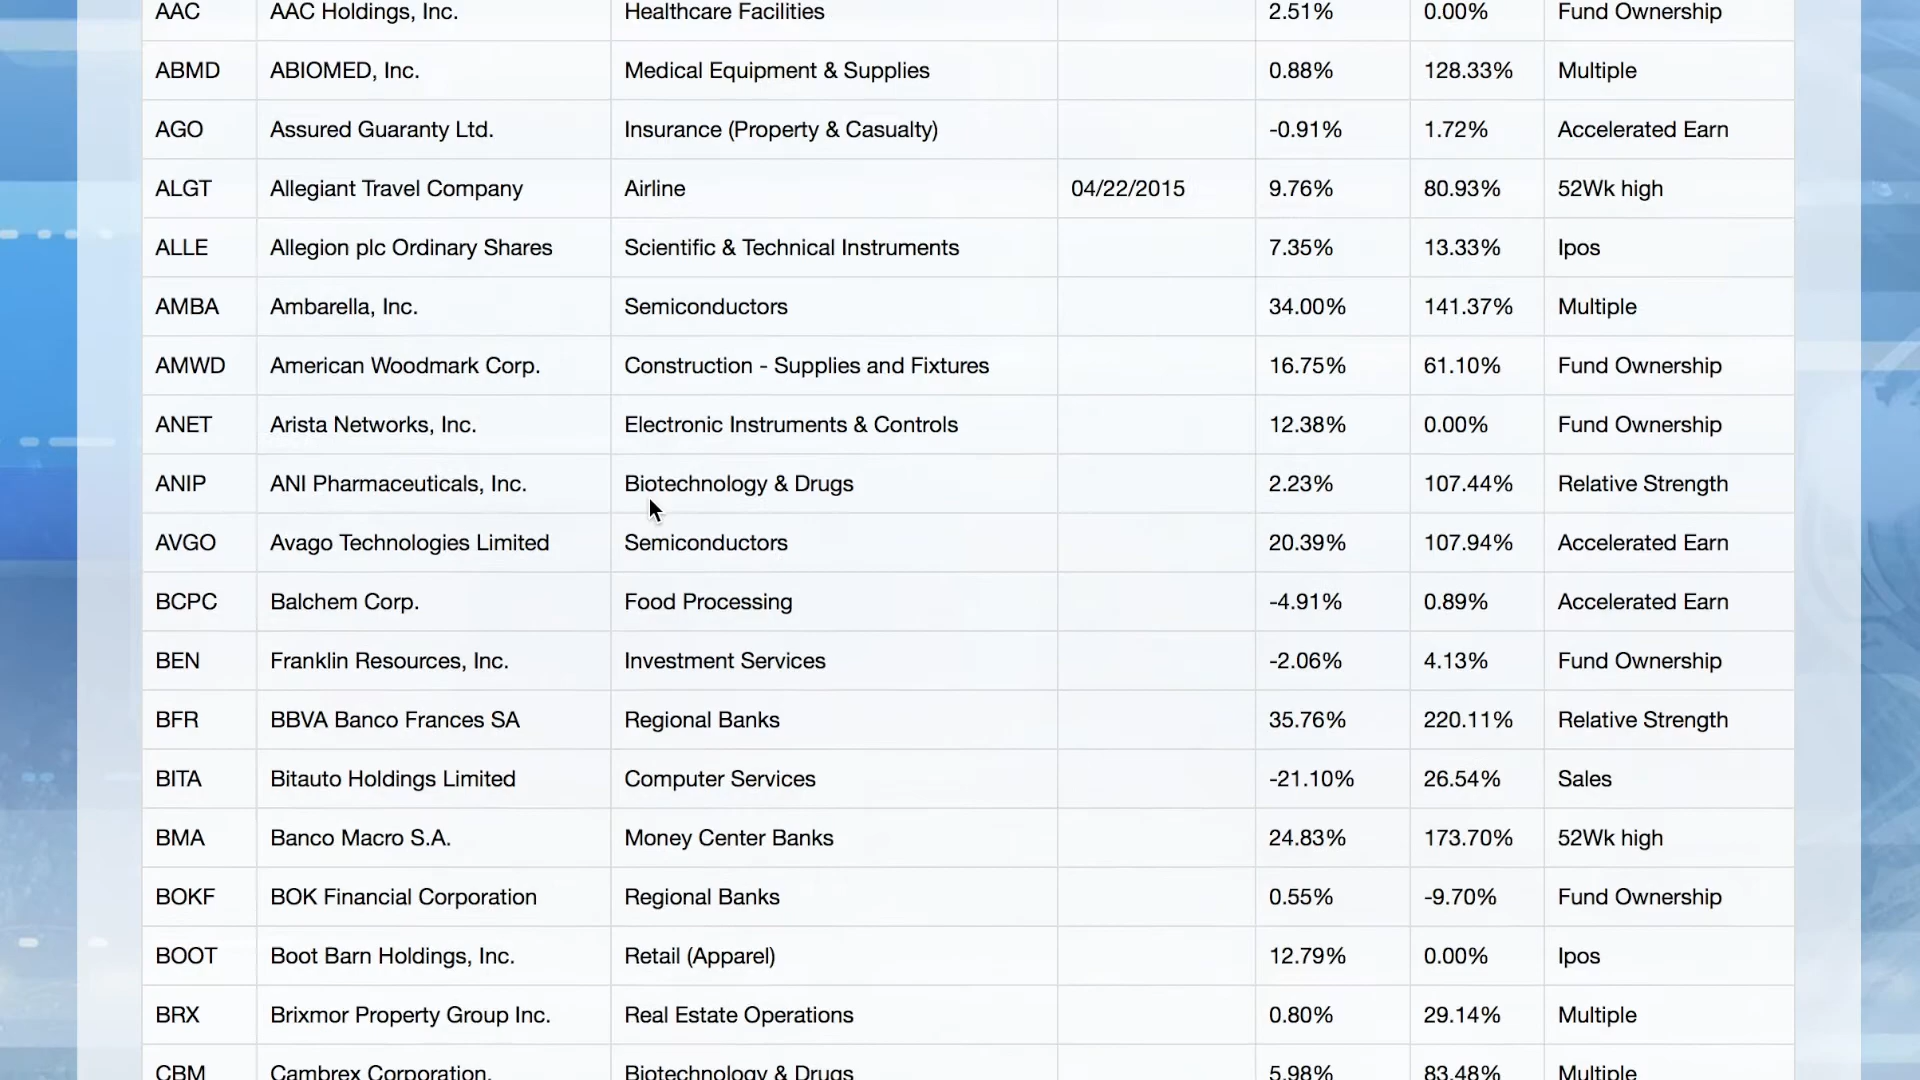 AAC AAC Holdings, Inc. Healthcare Facilities 2.51% 0.00% Fund Ownership
ABMD ABIOMED, Inc. Medical Equipment & Supplies 0.88% 128.33% Multiple
AGO Assured Guaranty Ltd. Insurance (Property & Casualty) -0.91% 1.72% Accelerated Earn
ALGT Allegiant Travel Company Airline 04/22/2015 9.76% 80.93% 52Wk high
ALLE Allegion plc Ordinary Shares Scientific & Technical Instruments 7.35% 13.33% Ipos
AMBA Ambarella, Inc. Semiconductors 34.00% 141.37% Multiple
AMWD American Woodmark Corp. Construction - Supplies and Fixtures 16.75% 61.10% Fund Ownership
ANET Arista Networks, Inc. Electronic Instruments & Controls 12.38% 0.00% Fund Ownership
ANIP ANI Pharmaceuticals, Inc. Biotechnology & Drugs 2.23% 107.44% Relative Strength
AVGO Avago Technologies Limited Semiconductors 20.39% 107.94% Accelerated Earn
BCPC Balchem Corp. Food Processing -4.91% 0.89% Accelerated Earn
BEN Franklin Resources, Inc. Investment Services -2.06% 4.13% Fund Ownership
BFR BBVA Banco Frances SA Regional Banks 35.76% 220.11% Relative Strength
BITA Bitauto Holdings Limited Computer Services -21.10% 26.54% Sales
BMA Banco Macro S.A. Money Center Banks 24.83% 173.70% 52Wk high
BOKF BOK Financial Corporation Regional Banks 0.55% -9.70% Fund Ownership
BOOT Boot Barn Holdings, Inc. Retail (Apparel) 12.79% 0.00% Ipos
BRX Brixmor Property Group Inc. Real Estate Operations 0.80% 29.14% Multiple
CBM Cambrex Corporation. Biotechnology & Drugs 5.98% 83.48% Multiple